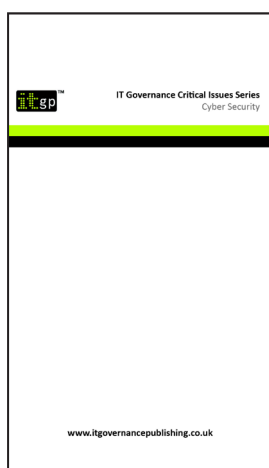 itgp™
IT Governance Critical Issues Series
Cyber Security
www.itgovernancepublishing.co.uk